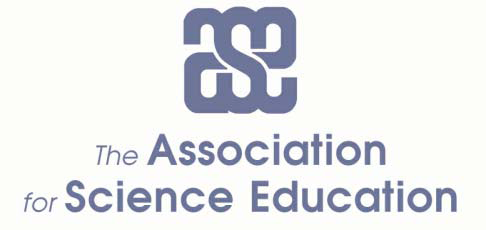 ase
The Association
for Science Education